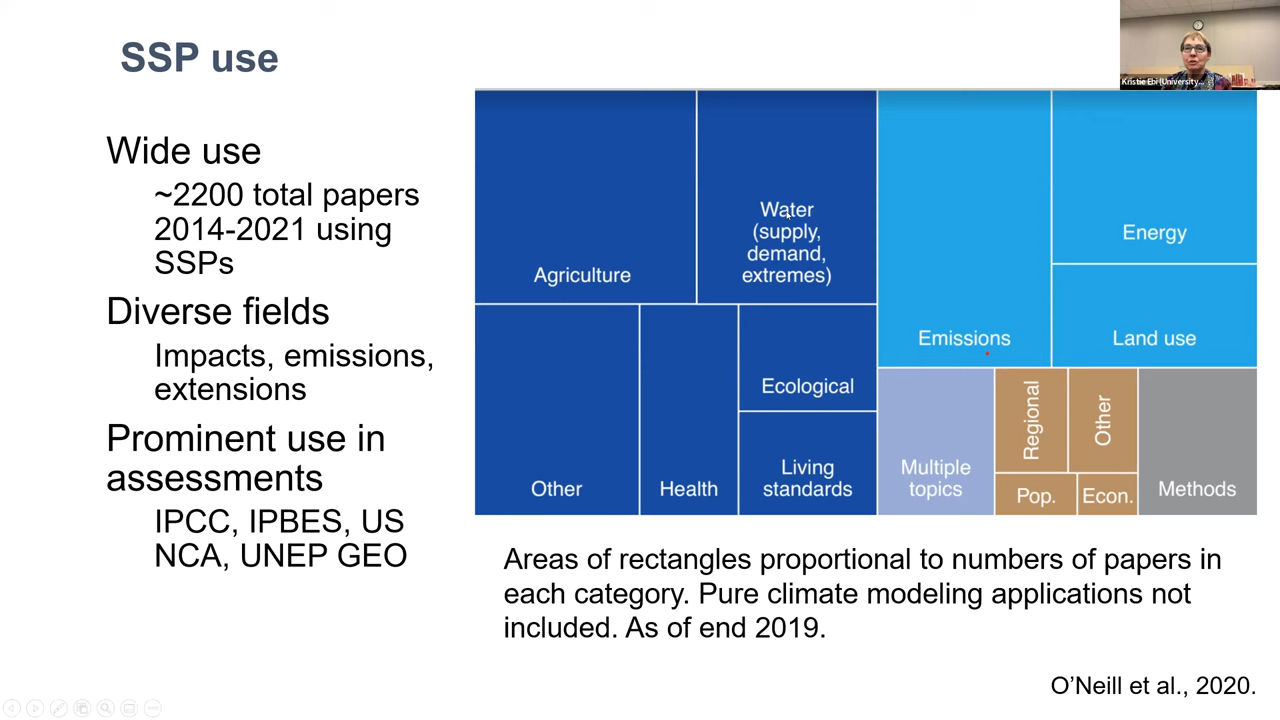 SSP use
Kristie Ebi (University...
Wide use
~2200 total papers
2014-2021 using
SSPs
Diverse fields
Impacts, emissions,
extensions
Prominent use in
assessments
IPCC, IPBES, US
NCA, UNEP GEO
Agriculture
Water
(supply,
demand,
extremes)
Emissions
Energy
Land use
Other
Health
Ecological
Living
standards
Multiple
topics
Regional
Other
Pop.
Econ.
Methods
Areas of rectangles proportional to numbers of papers in
each category. Pure climate modeling applications not
included. As of end 2019.
O’Neill et al., 2020.